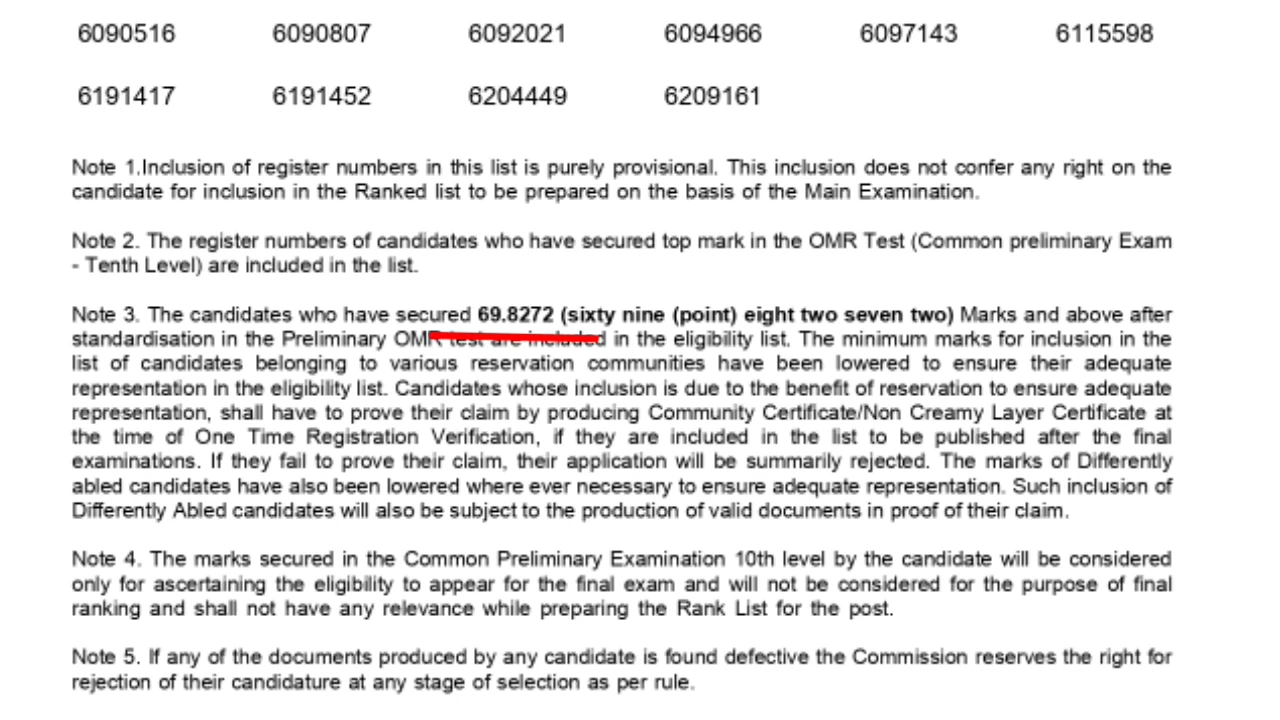 6090516 6090807 6092021 6094966 6097143 6115598
6191417 6191452 6204449 6209161
Note 1.Inclusion of register numbers in this list is purely provisional. This inclusion does not confer any right on the
candidate for inclusion in the Ranked list to be prepared on the basis of the Main Examination.
Note 2. The register numbers of candidates who have secured top mark in the OMR Test (Common preliminary Exam
- Tenth Level) are included in the list.
Note 3. The candidates who have secured 69.8272 (sixty nine (point) eight two seven two) Marks and above after
standardisation in the Preliminary OMR test are included in the eligibility list. The minimum marks for inclusion in the
list of candidates belonging to various reservation communities have been lowered to ensure their adequate
representation in the eligibility list. Candidates whose inclusion is due to the benefit of reservation to ensure adequate
representation, shall have to prove their claim by producing Community Certificate/Non Creamy Layer Certificate at
the time of One Time Registration Verification, if they are included in the list to be published after the final
examinations. If they fail to prove their claim, their application will be summarily rejected. The marks of Differently
abled candidates have also been lowered where ever necessary to ensure adequate representation. Such inclusion of
Differently Abled candidates will also be subject to the production of valid documents in proof of their claim.
Note 4. The marks secured in the Common Preliminary Examination 10th level by the candidate will be considered
only for ascertaining the eligibility to appear for the final exam and will not be considered for the purpose of final
ranking and shall not have any relevance while preparing the Rank List for the post.
Note 5. If any of the documents produced by any candidate is found defective the Commission reserves the right for
rejection of their candidature at any stage of selection as per rule.